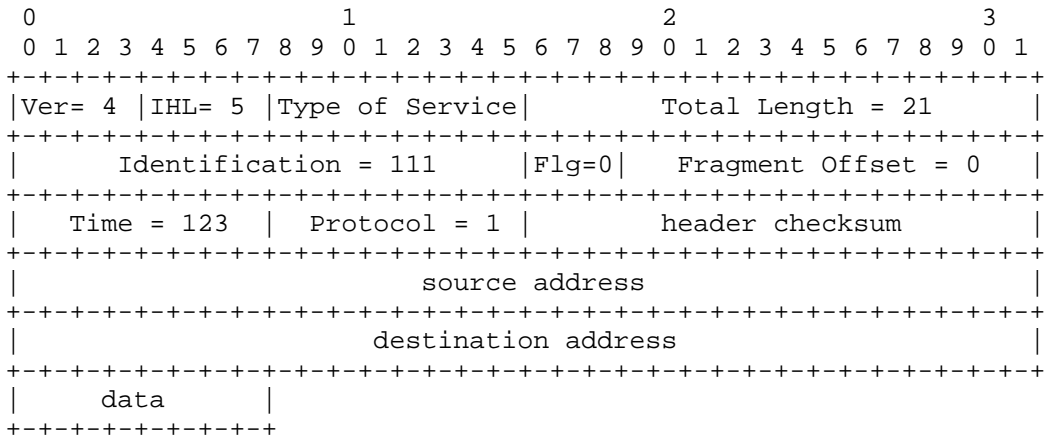 0                   1                   2                   3
 0 1 2 3 4 5 6 7 8 9 0 1 2 3 4 5 6 7 8 9 0 1 2 3 4 5 6 7 8 9 0 1
+-+-+-+-+-+-+-+-+-+-+-+-+-+-+-+-+-+-+-+-+-+-+-+-+-+-+-+-+-+-+-+-+
|Ver= 4 |IHL= 5 |Type of Service|        Total Length = 21      |
+-+-+-+-+-+-+-+-+-+-+-+-+-+-+-+-+-+-+-+-+-+-+-+-+-+-+-+-+-+-+-+-+
|      Identification = 111     |Flg=0|   Fragment Offset = 0   |
+-+-+-+-+-+-+-+-+-+-+-+-+-+-+-+-+-+-+-+-+-+-+-+-+-+-+-+-+-+-+-+-+
|   Time = 123  |  Protocol = 1 |        header checksum        |
+-+-+-+-+-+-+-+-+-+-+-+-+-+-+-+-+-+-+-+-+-+-+-+-+-+-+-+-+-+-+-+-+
|                         source address                        |
+-+-+-+-+-+-+-+-+-+-+-+-+-+-+-+-+-+-+-+-+-+-+-+-+-+-+-+-+-+-+-+-+
|                      destination address                      |
+-+-+-+-+-+-+-+-+-+-+-+-+-+-+-+-+-+-+-+-+-+-+-+-+-+-+-+-+-+-+-+-+
|     data      |
+-+-+-+-+-+-+-+-+